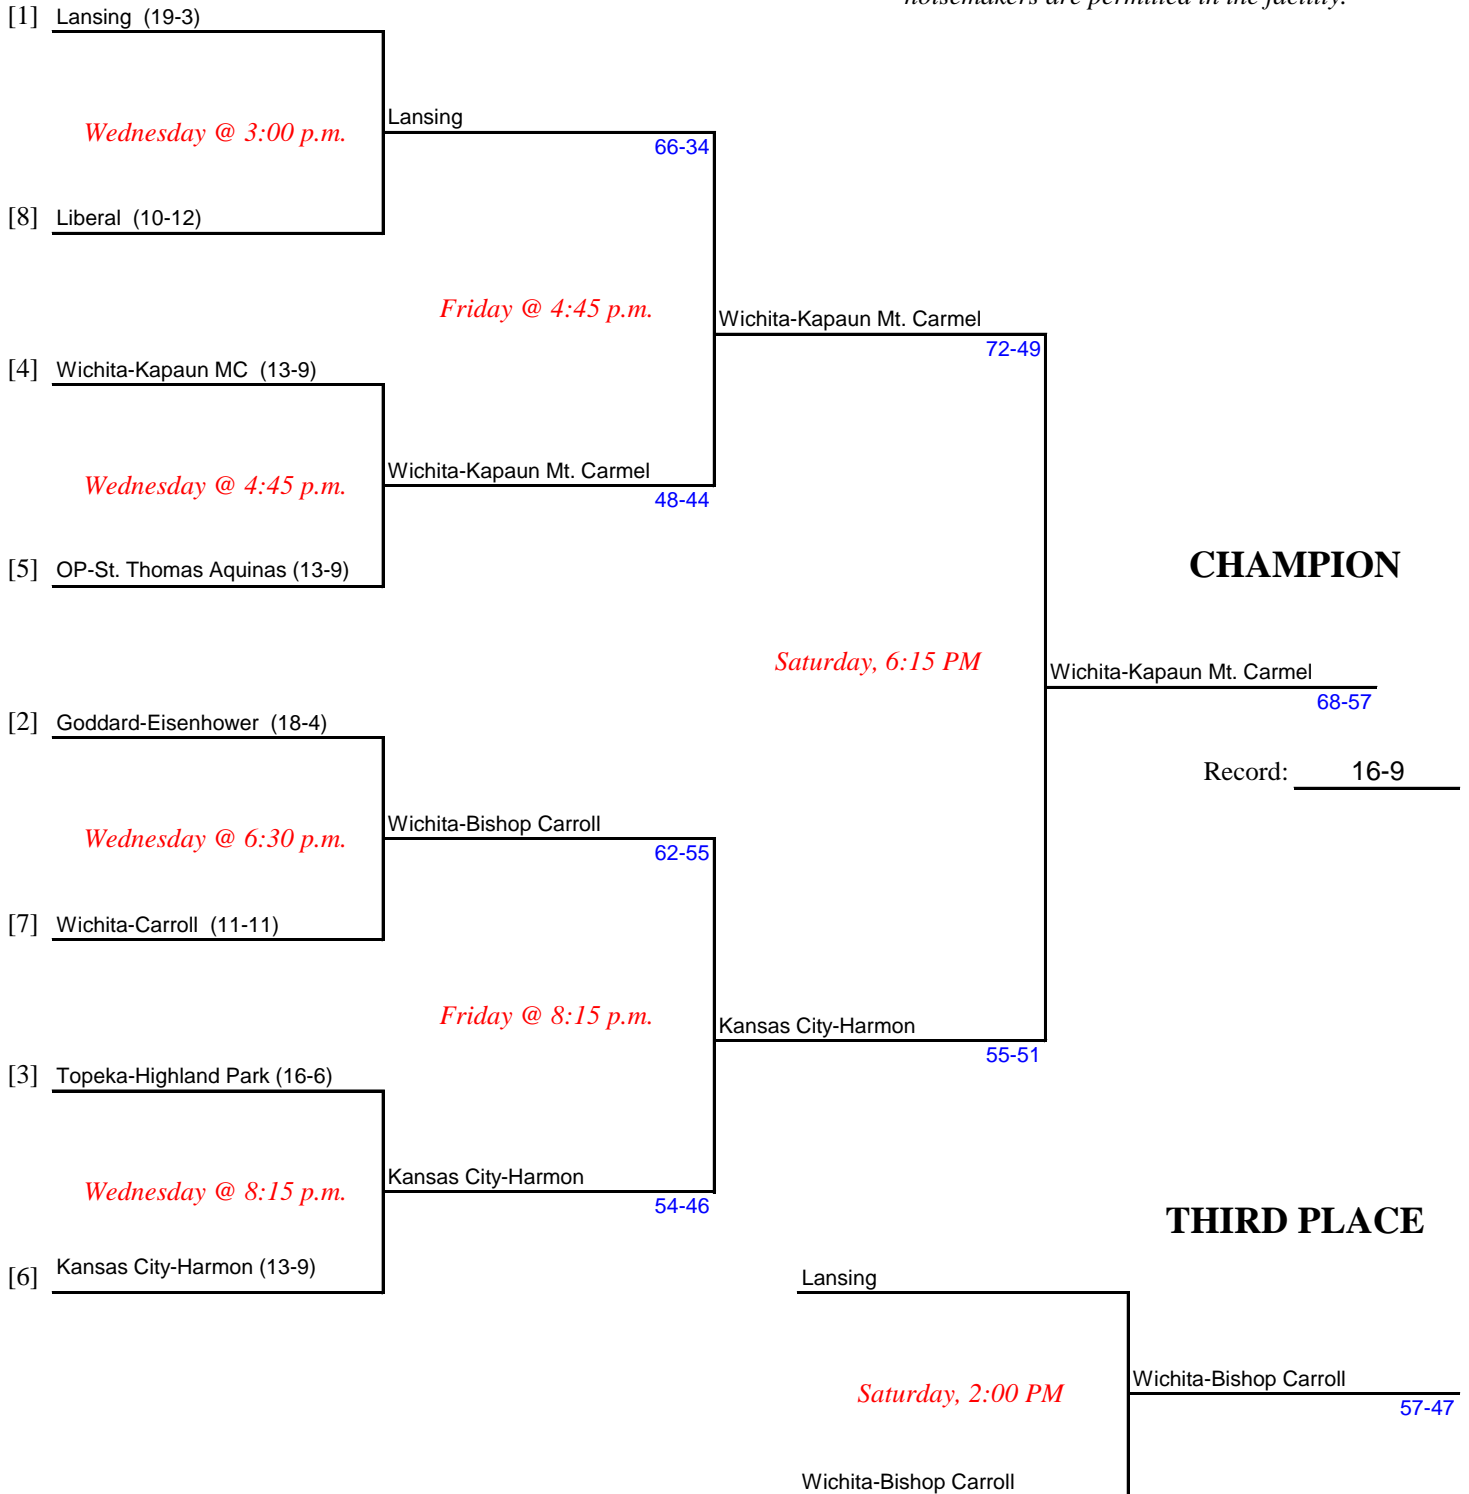 noisemakers are permitted in the facility.
[1] Lansing (19-3)
Wednesday @ 3:00 p.m.
Lansing
66-34
[8] Liberal (10-12)
Friday @ 4:45 p.m.
Wichita-Kapaun Mt. Carmel
72-49
[4] Wichita-Kapaun MC (13-9)
Wednesday @ 4:45 p.m.
Wichita-Kapaun Mt. Carmel
48-44
[5] OP-St. Thomas Aquinas (13-9)
CHAMPION
Saturday, 6:15 PM
Wichita-Kapaun Mt. Carmel
68-57
Record: 16-9
[2] Goddard-Eisenhower (18-4)
Wednesday @ 6:30 p.m.
Wichita-Bishop Carroll
62-55
[7] Wichita-Carroll (11-11)
Friday @ 8:15 p.m.
Kansas City-Harmon
55-51
[3] Topeka-Highland Park (16-6)
Wednesday @ 8:15 p.m.
Kansas City-Harmon
54-46
[6] Kansas City-Harmon (13-9)
THIRD PLACE
Lansing
Saturday, 2:00 PM
Wichita-Bishop Carroll
57-47
Wichita-Bishop Carroll